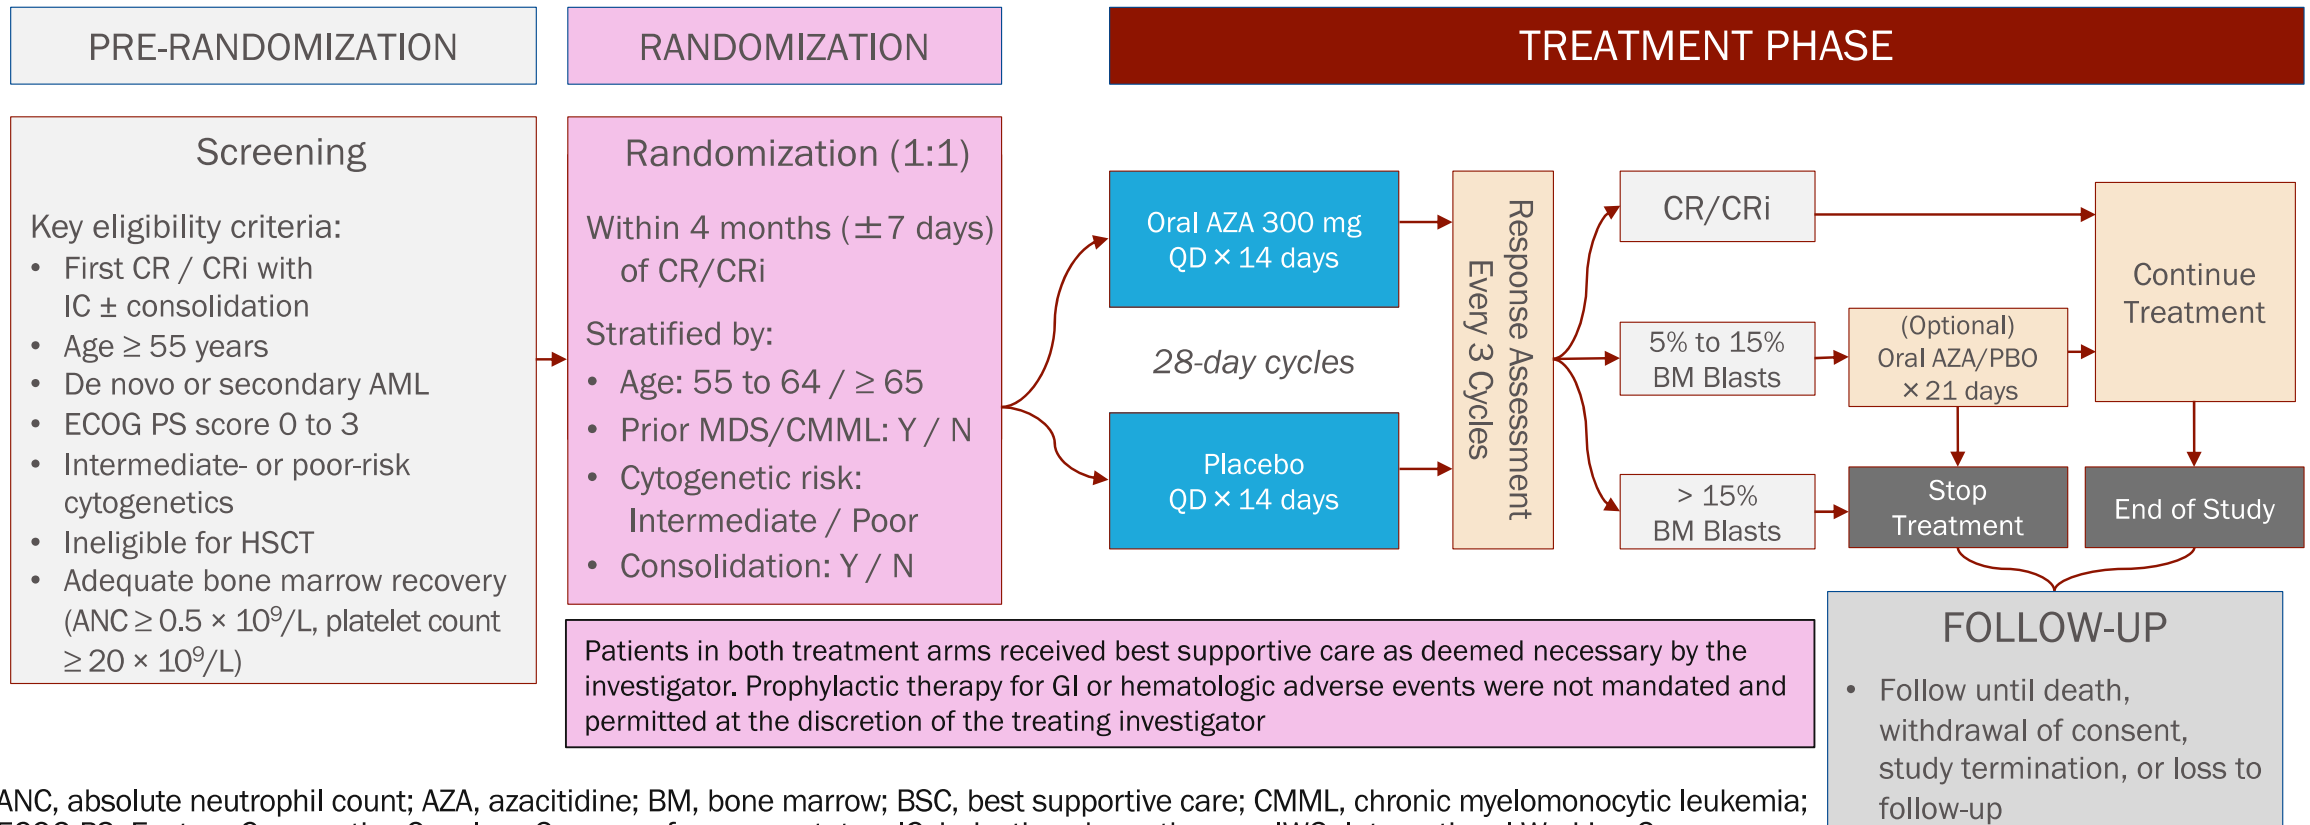 PRE-RANDOMIZATION
RANDOMIZATION
TREATMENT PHASE
Screening
Key eligibility criteria:
• First CR / CRi with
IC ± consolidation
• Age ≥ 55 years
• De novo or secondary AML
• ECOG PS score 0 to 3
• Intermediate- or poor-risk
cytogenetics
• Ineligible for HSCT
• Adequate bone marrow recovery
(ANC ≥ 0.5 × 10⁹/L, platelet count
≥ 20 × 10⁹/L)
Randomization (1:1)
Within 4 months (±7 days)
of CR/CRi
Stratified by:
• Age: 55 to 64 / ≥ 65
• Prior MDS/CMML: Y / N
• Cytogenetic risk:
Intermediate / Poor
• Consolidation: Y / N
Oral AZA 300 mg
QD × 14 days
28-day cycles
Placebo
QD × 14 days
Response Assessment
Every 3 Cycles
CR/CRi
5% to 15%
BM Blasts
> 15%
BM Blasts
(Optional)
Oral AZA/PBO
× 21 days
Continue
Treatment
Stop
Treatment
End of Study
Patients in both treatment arms received best supportive care as deemed necessary by the
investigator. Prophylactic therapy for GI or hematologic adverse events were not mandated and
permitted at the discretion of the treating investigator
FOLLOW-UP
• Follow until death,
withdrawal of consent,
study termination, or loss to
follow-up
ANC, absolute neutrophil count; AZA, azacitidine; BM, bone marrow; BSC, best supportive care; CMML, chronic myelomonocytic leukemia;